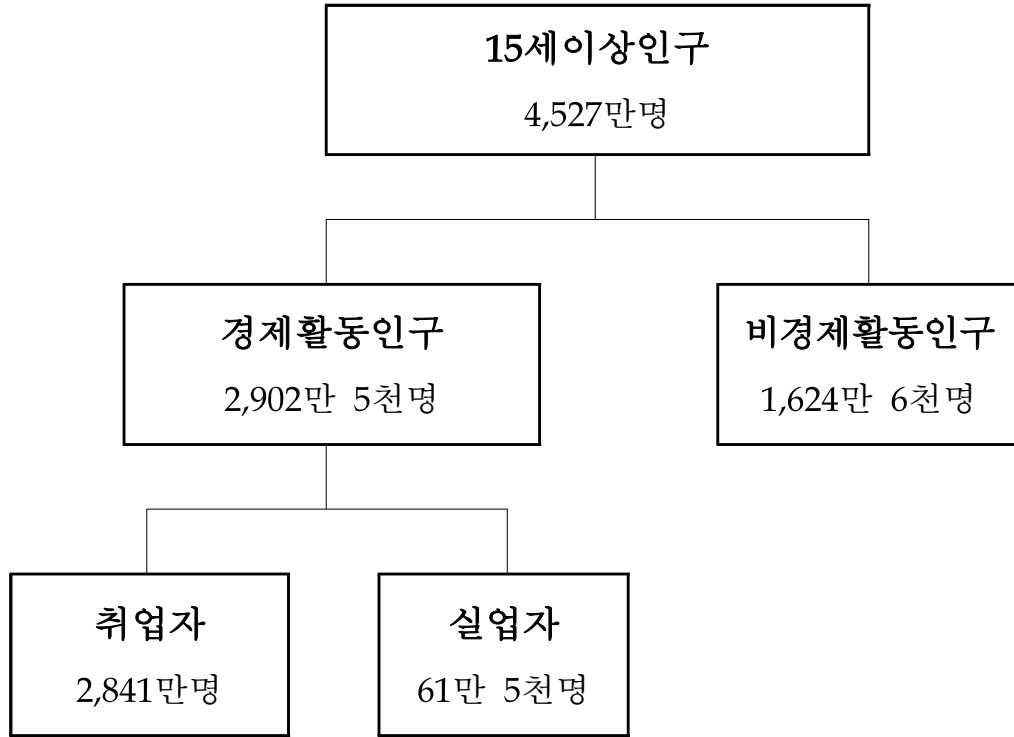 15세이상인구
4,527만명
경제활동인구
2,902만 5천명
비경제활동인구
1,624만 6천명
취업자
2,841만명
실업자
61만 5천명